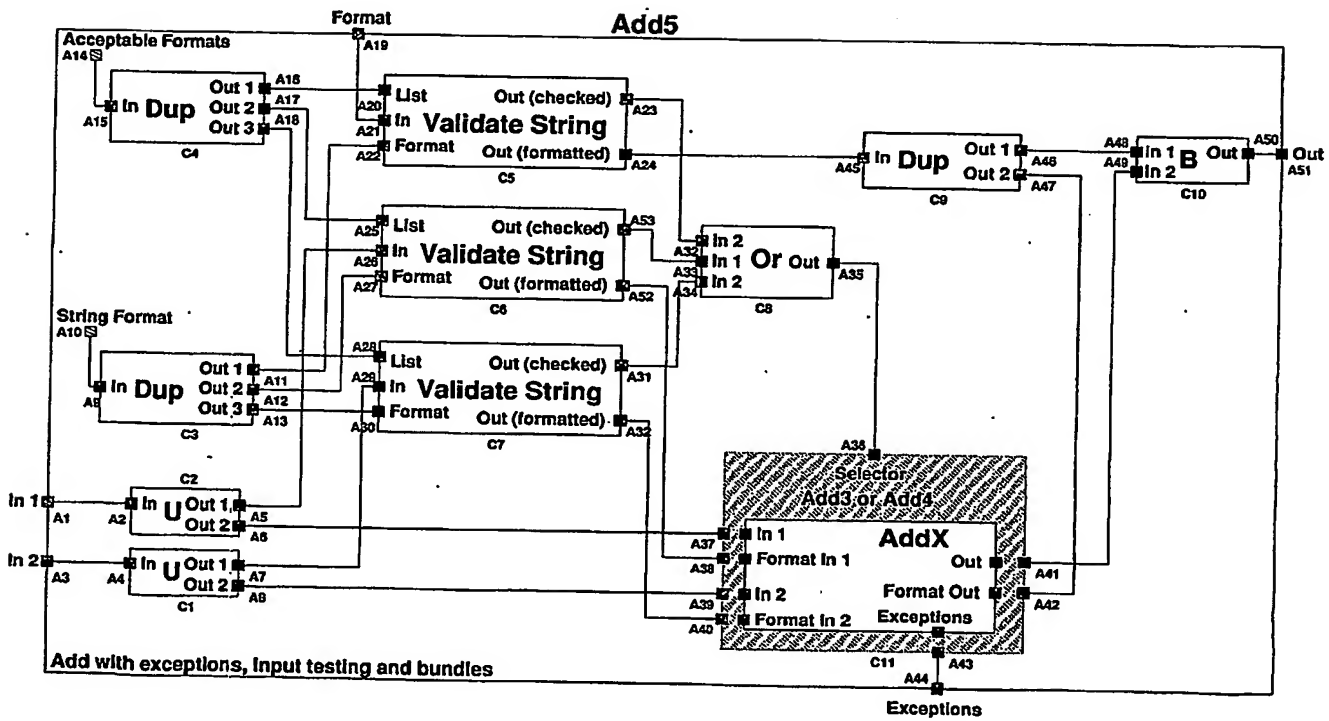 Format
Add5
A19
Acceptable Formats
A14
In Dup
A15
Out 1
Out 2
Out 3
A16
A17
A18
C4
List
In
Format
A20
A21
A22
Validate String
Out (checked)
Out (formatted)
A23
A24
C5
List
In
Format
A25
A26
A27
Validate String
Out (checked)
Out (formatted)
A53
A52
C6
String Format
A10
In Dup
A9
Out 1
Out 2
Out 3
A11
A12
A13
C3
List
In
Format
A28
A29
A30
Validate String
Out (checked)
Out (formatted)
A31
A32
C7
In 2
In 1
In 2
A32
A33
A34
Or Out
A35
C8
In Dup
A45
Out 1
Out 2
A46
A47
C9
A48
A49
In 1
In 2
B
Out
A50
C10
Out
A51
In 1
A1
A2
C2
In U Out 1
Out 2
A5
A6
In 2
A3
A4
In U Out 1
Out 2
A7
A8
C1
A36
Selector
Add3 or Add4
AddX
In 1
Format In 1
In 2
Format In 2
A37
A38
A39
A40
Out
Format Out
Exceptions
A41
A42
C11
A43
A44
Exceptions
Add with exceptions, Input testing and bundles